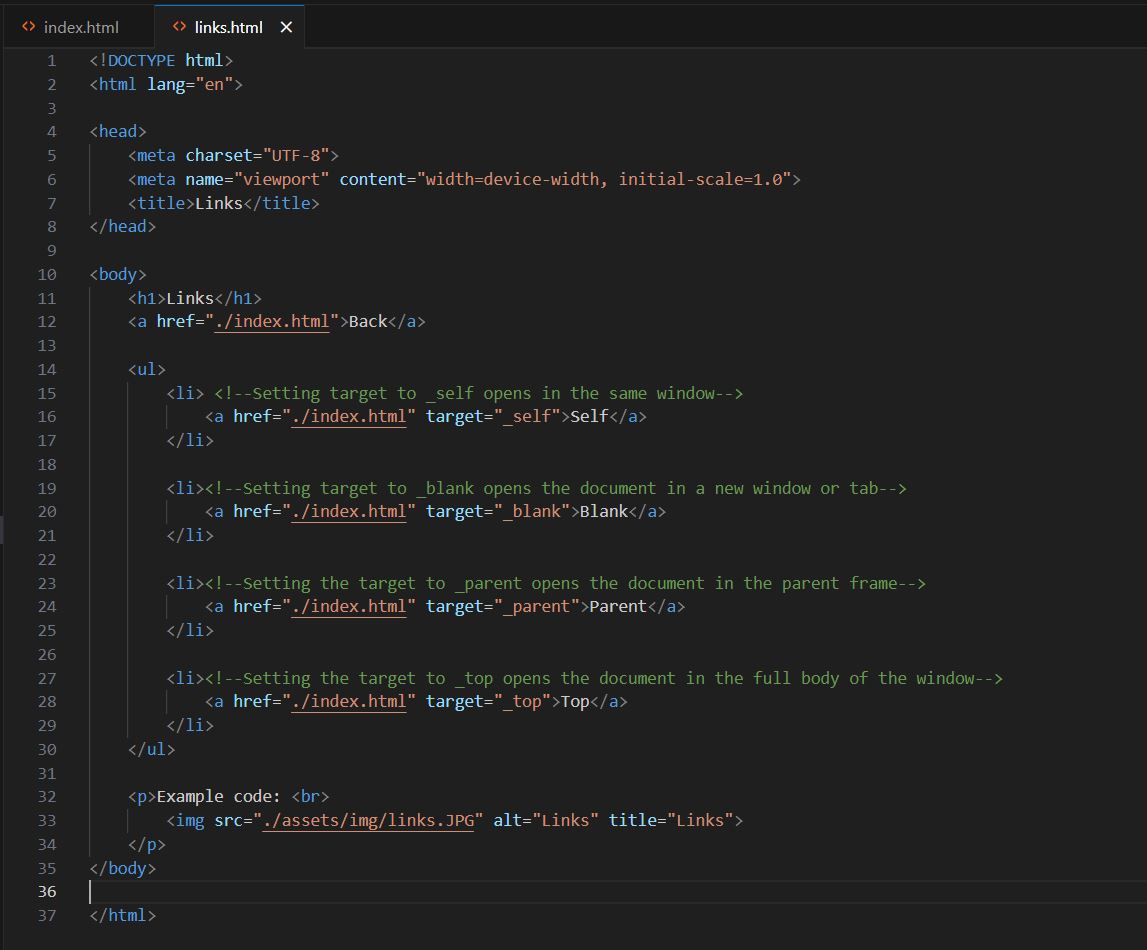 index.html
links.html
1 <!DOCTYPE html>
2 <html lang="en">
3
4 <head>
5     <meta charset="UTF-8">
6     <meta name="viewport" content="width=device-width, initial-scale=1.0">
7     <title>Links</title>
8 </head>
9
10 <body>
11     <h1>Links</h1>
12     <a href="./index.html">Back</a>
13
14     <ul>
15         <li> <!--Setting target to _self opens in the same window-->
16             <a href="./index.html" target="_self">Self</a>
17         </li>
18
19         <li><!--Setting target to _blank opens the document in a new window or tab-->
20             <a href="./index.html" target="_blank">Blank</a>
21         </li>
22
23         <li><!--Setting the target to _parent opens the document in the parent frame-->
24             <a href="./index.html" target="_parent">Parent</a>
25         </li>
26
27         <li><!--Setting the target to _top opens the document in the full body of the window-->
28             <a href="./index.html" target="_top">Top</a>
29         </li>
30     </ul>
31
32     <p>Example code: <br>
33         <img src="./assets/img/links.JPG" alt="Links" title="Links">
34     </p>
35 </body>
36
37 </html>